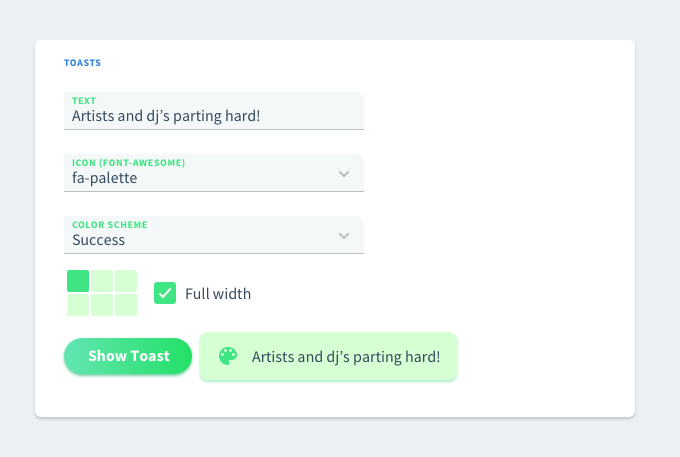 TOASTS
TEXT
Artists and dj’s parting hard!
ICON (FONT-AWESOME)
fa-palette
COLOR SCHEME
Success
Full width
Show Toast
Artists and dj’s parting hard!